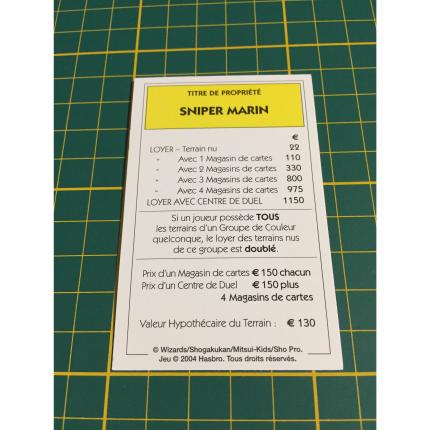 TITRE DE PROPRIÉTÉ
SNIPER MARIN
€
LOYER – Terrain nu 22
" Avec 1 Magasin de cartes 110
" Avec 2 Magasins de cartes 330
" Avec 3 Magasins de cartes 800
" Avec 4 Magasins de cartes 975
LOYER AVEC CENTRE DE DUEL 1150
Si un joueur possède TOUS
les terrains d'un Groupe de Couleur
quelconque, le loyer des terrains nus
de ce groupe est doublé.
Prix d'un Magasin de cartes € 150 chacun
Prix d'un Centre de Duel € 150 plus
4 Magasins de cartes
Valeur Hypothécaire du Terrain : € 130
© Wizards/Shogakukan/Mitsui-Kids/Sho Pro.
Jeu © 2004 Hasbro. Tous droits réservés.